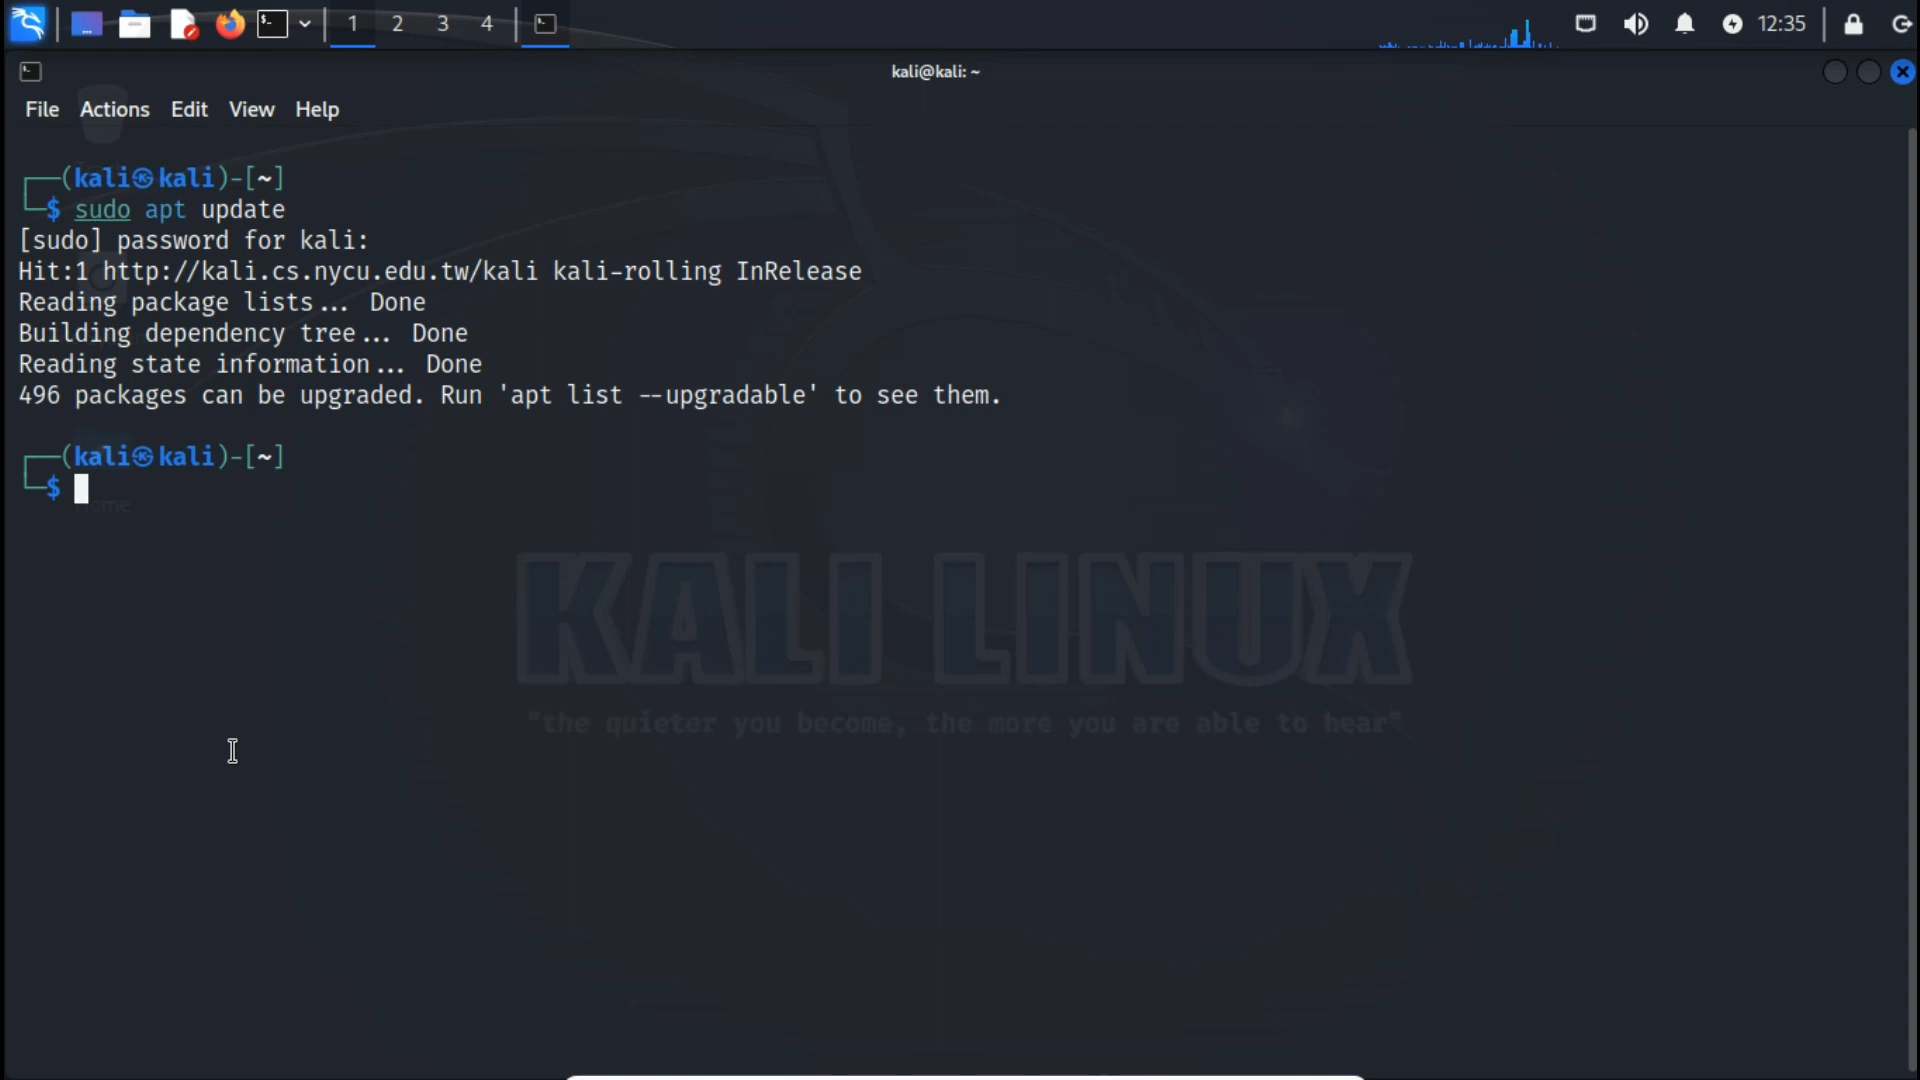 1 2 3 4 12:35
kali@kali: ~
File Actions Edit View Help
┌──(kali㉿kali)-[~]
└─$ sudo apt update
[sudo] password for kali:
Hit:1 http://kali.cs.nycu.edu.tw/kali kali-rolling InRelease
Reading package lists... Done
Building dependency tree... Done
Reading state information... Done
496 packages can be upgraded. Run 'apt list --upgradable' to see them.
┌──(kali㉿kali)-[~]
└─$
Home
KALI LINUX
"the quieter you become, the more you are able to hear"